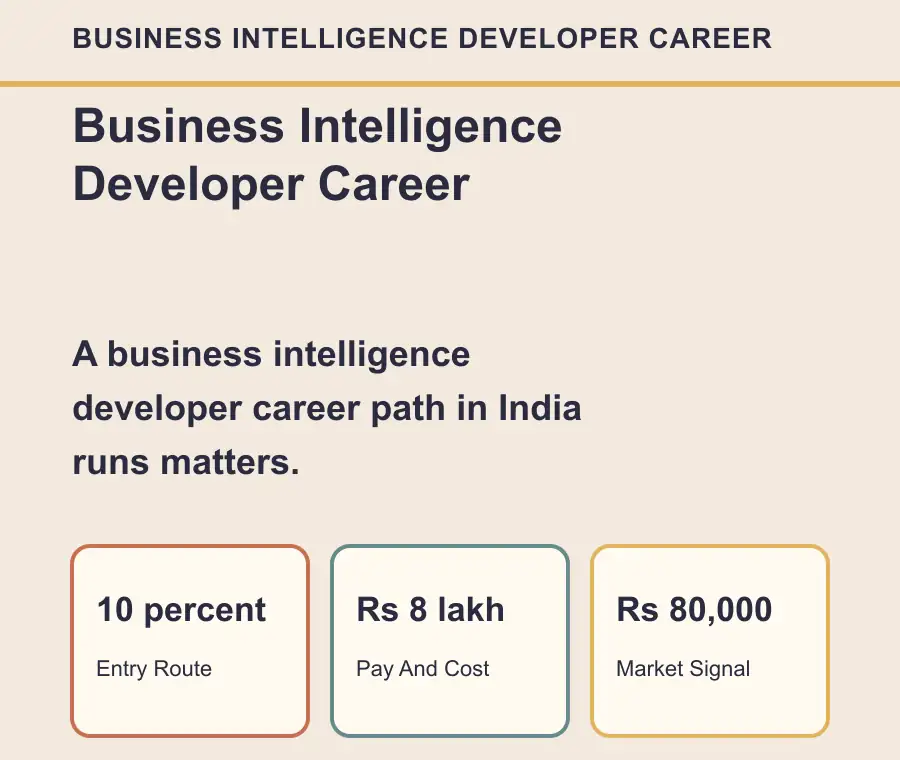 BUSINESS INTELLIGENCE DEVELOPER CAREER
Business Intelligence
Developer Career
A business intelligence
developer career path in India
runs matters.
10 percent
Entry Route
Rs 8 lakh
Pay And Cost
Rs 80,000
Market Signal